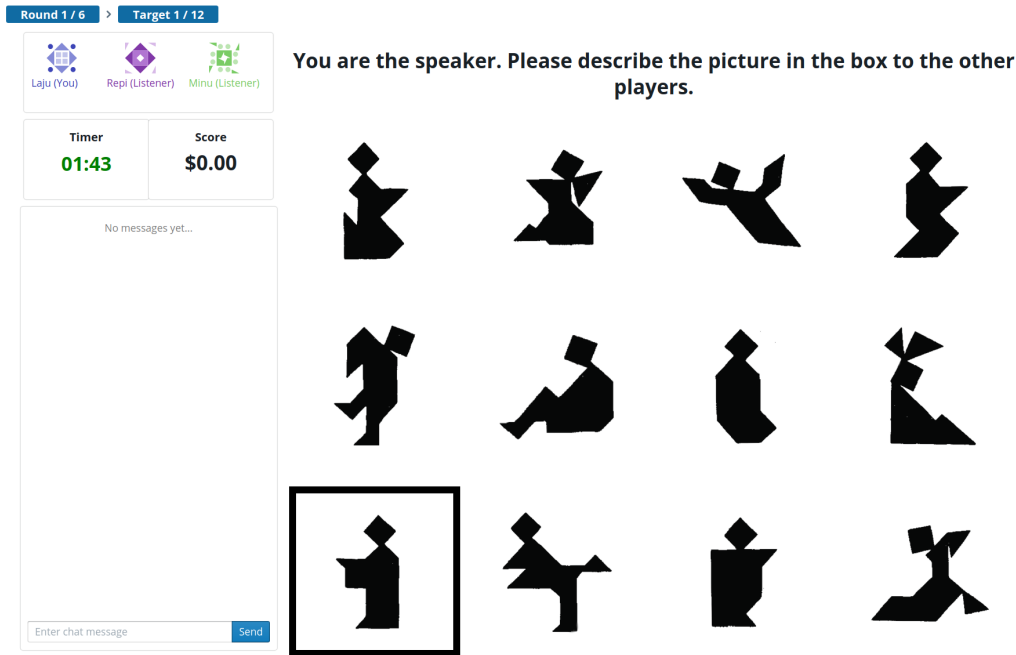 Round 1 / 6 > Target 1 / 12
Laju (You) Repi (Listener) Minu (Listener)
Timer Score
01:43 $0.00
No messages yet...
Enter chat message Send
You are the speaker. Please describe the picture in the box to the other
players.